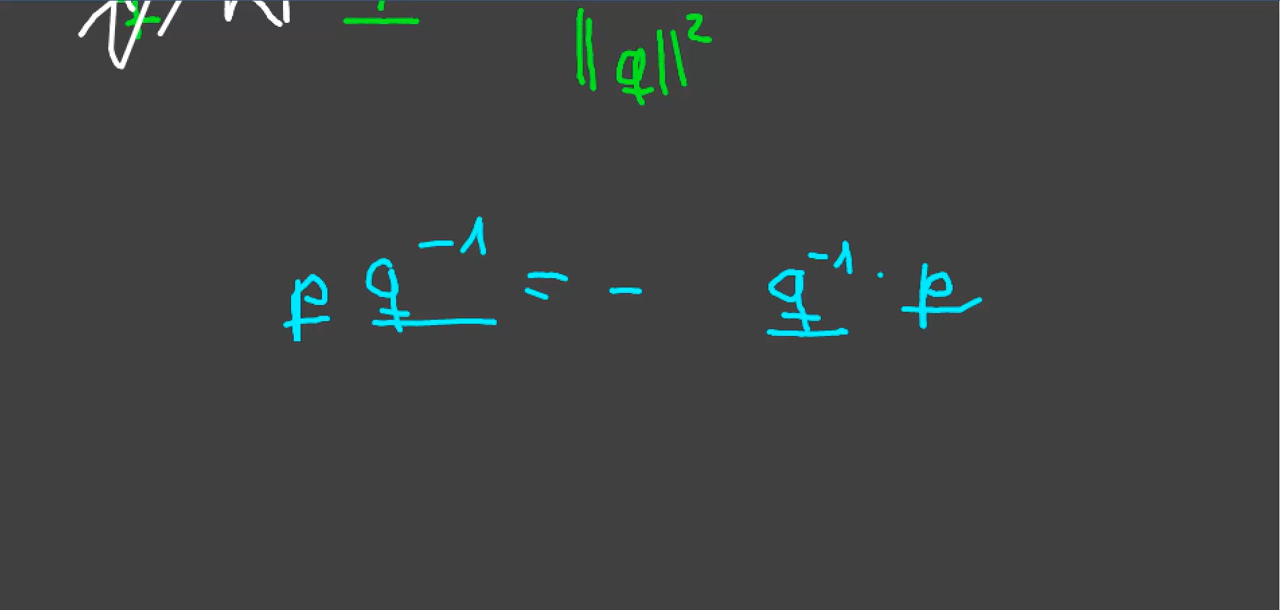 ‖q‖²
p q⁻¹ = - q⁻¹ · p